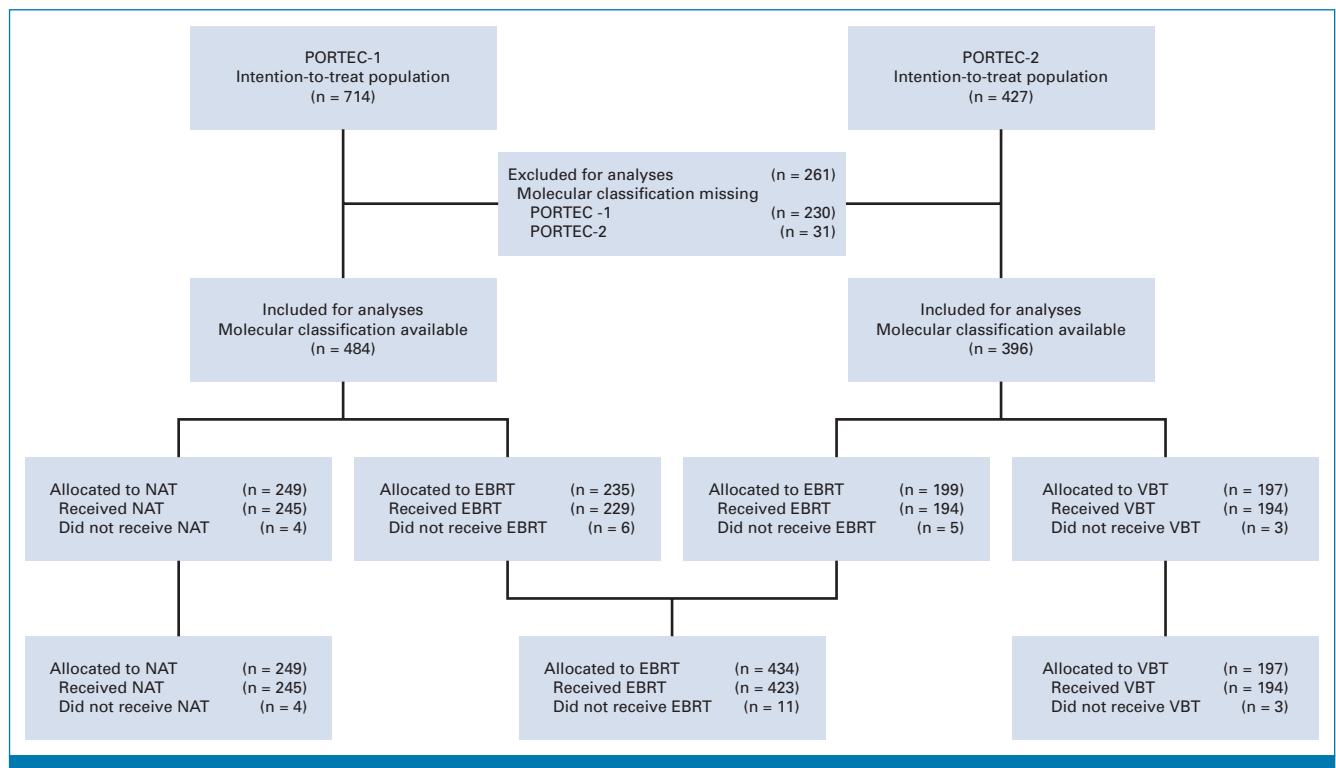 PORTEC-1
Intention-to-treat population
(n = 714)
PORTEC-2
Intention-to-treat population
(n = 427)
Excluded for analyses (n = 261)
Molecular classification missing
PORTEC -1 (n = 230)
PORTEC-2 (n = 31)
Included for analyses
Molecular classification available
(n = 484)
Included for analyses
Molecular classification available
(n = 396)
Allocated to NAT (n = 249)
Received NAT (n = 245)
Did not receive NAT (n = 4)
Allocated to EBRT (n = 235)
Received EBRT (n = 229)
Did not receive EBRT (n = 6)
Allocated to EBRT (n = 199)
Received EBRT (n = 194)
Did not receive EBRT (n = 5)
Allocated to VBT (n = 197)
Received VBT (n = 194)
Did not receive VBT (n = 3)
Allocated to NAT (n = 249)
Received NAT (n = 245)
Did not receive NAT (n = 4)
Allocated to EBRT (n = 434)
Received EBRT (n = 423)
Did not receive EBRT (n = 11)
Allocated to VBT (n = 197)
Received VBT (n = 194)
Did not receive VBT (n = 3)